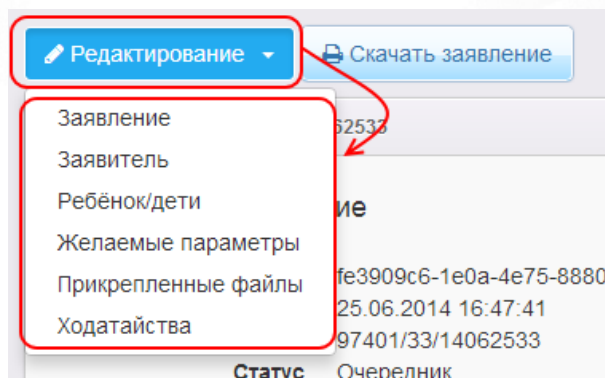 Редактирование
Скачать заявление
62533
Заявление
Заявитель
Ребёнок/дети
Желаемые параметры
Прикрепленные файлы
Ходатайства
ие
fe3909c6-1e0a-4e75-8880
25.06.2014 16:47:41
97401/33/14062533
Статус Очередник